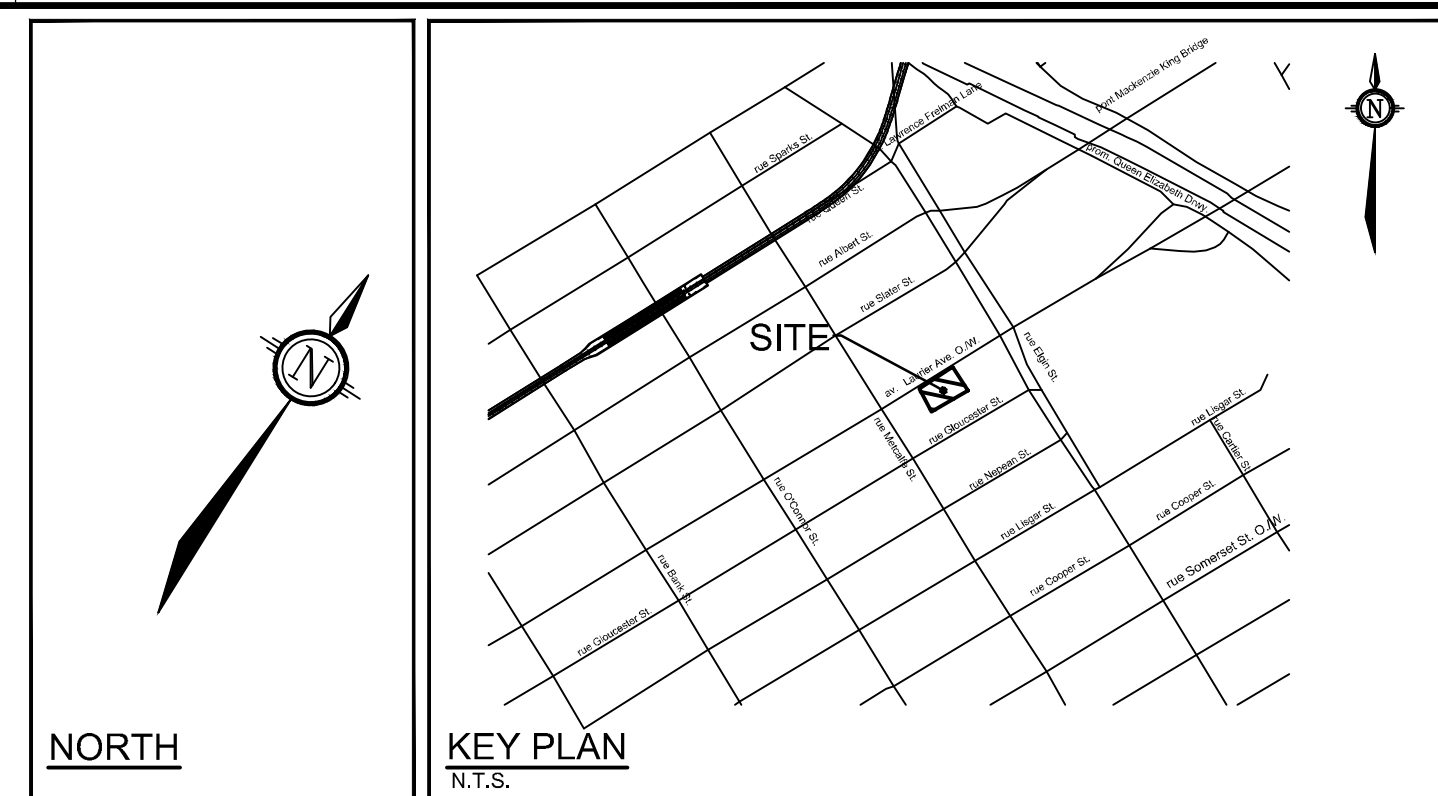 pont Mackenzie King Bridge
Lawrence Freiman Lane
N
rue Sparks St.
prom. Queen Elizabeth Drwy.
rue Queen St.
rue Albert St.
rue Slater St.
SITE
av. Laurier Ave. O./W.
rue Elgin St.
N
rue Gloucester St.
rue Lisgar St.
rue Metcalfe St.
rue Cartier St.
rue Nepean St.
rue O'Connor St.
rue Cooper St.
rue Lisgar St.
rue Somerset St. O./W.
rue Bank St.
rue Cooper St.
rue Gloucester St.
NORTH
KEY PLAN
N.T.S.